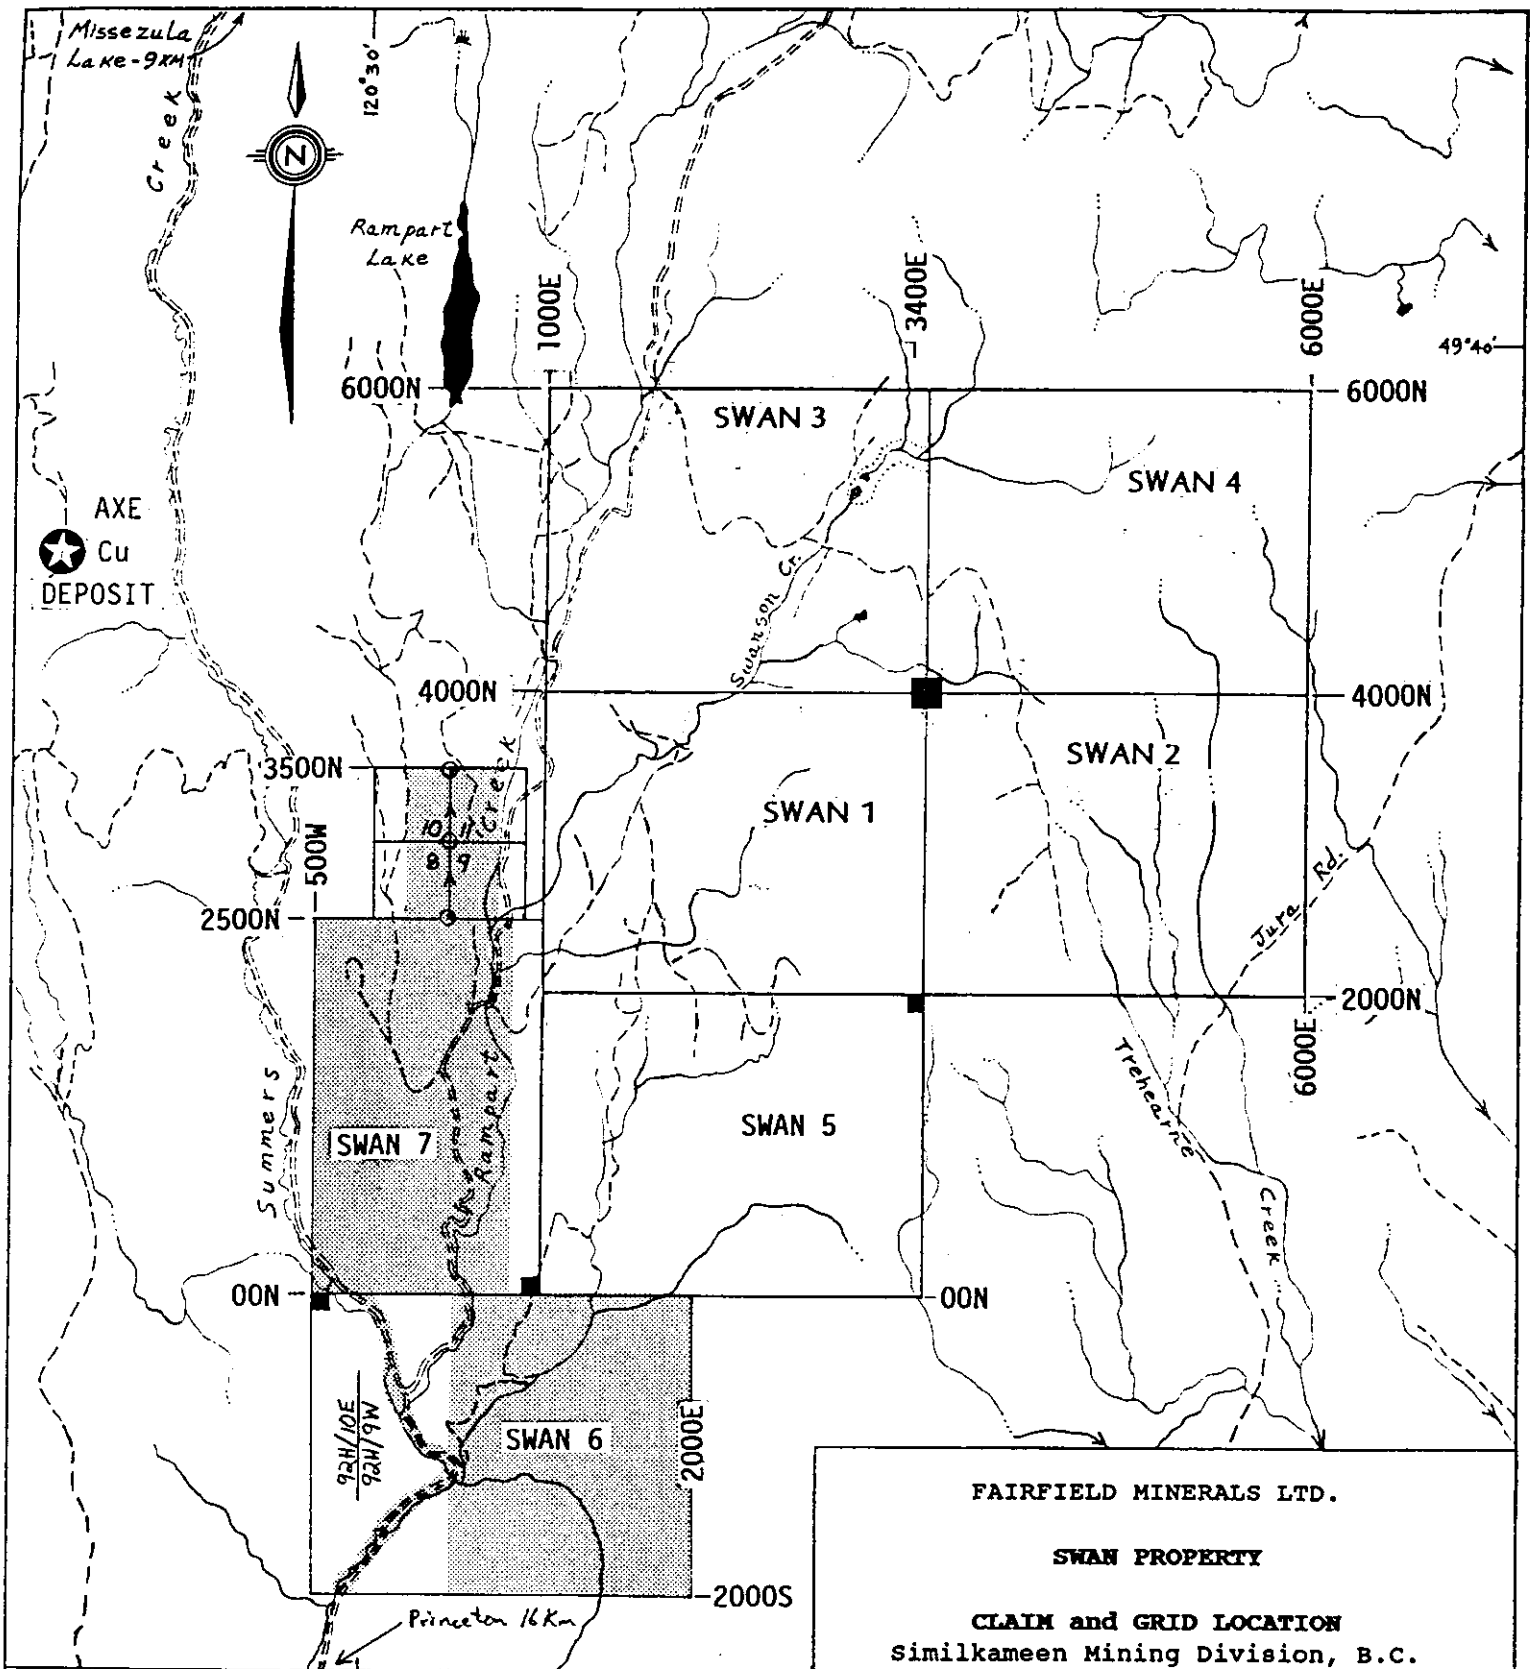 Missezula
Lake-9KM
120°30'
Creek
N
Rampart
Lake
1000E
3400E
6000E
49°40'
6000N
6000N
SWAN 3
SWAN 4
AXE
Cu
DEPOSIT
Swanson Cr.
4000N
4000N
Creek
SWAN 2
3500N
SWAN 1
10 11
8 9
500W
Jura Rd.
2500N
2000N
6000E
Trehearne
Summers
Rampart
SWAN 7
SWAN 5
Creek
00N
00N
92H/10E
92H/9W
SWAN 6
2000E
2000S
Princeton 16 Km
FAIRFIELD MINERALS LTD.
SWAN PROPERTY
CLAIM and GRID LOCATION
Similkameen Mining Division, B.C.